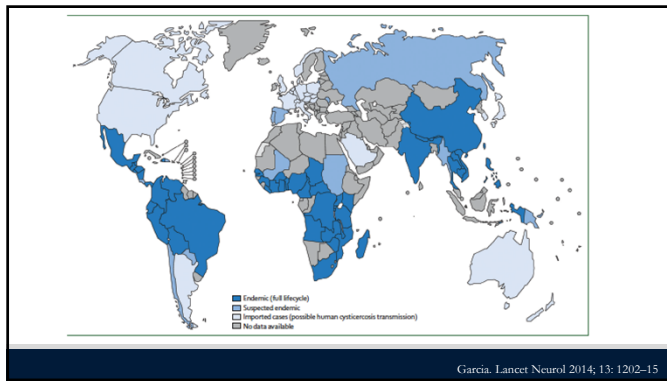 Endemic (full lifecycle)
Suspected endemic
Imported cases (possible human cysticercosis transmission)
No data available
Garcia. Lancet Neurol 2014; 13: 1202–15